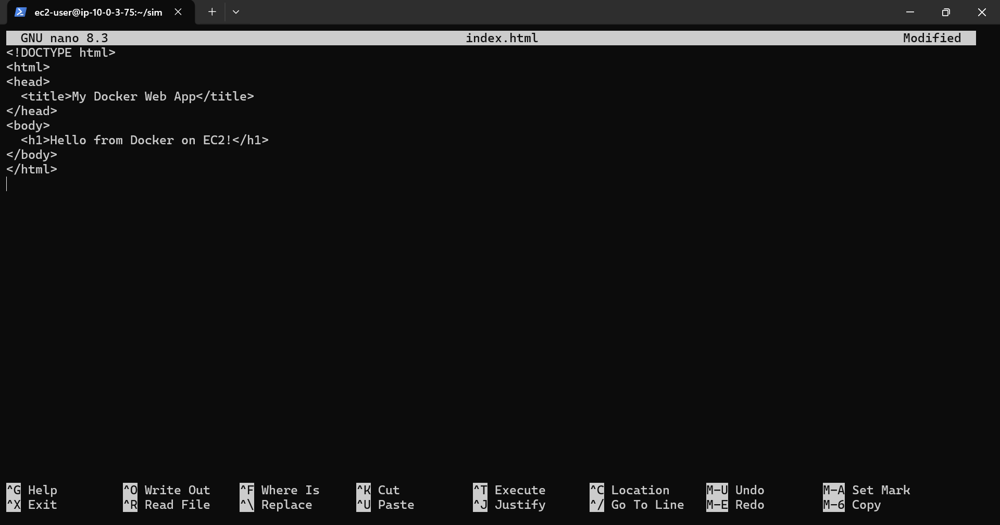 ec2-user@ip-10-0-3-75:~/sim
GNU nano 8.3 index.html Modified
<!DOCTYPE html>
<html>
<head>
  <title>My Docker Web App</title>
</head>
<body>
  <h1>Hello from Docker on EC2!</h1>
</body>
</html>
^G Help ^O Write Out ^F Where Is ^K Cut ^T Execute ^C Location M-U Undo M-A Set Mark
^X Exit ^R Read File ^\ Replace ^U Paste ^J Justify ^/ Go To Line M-E Redo M-6 Copy